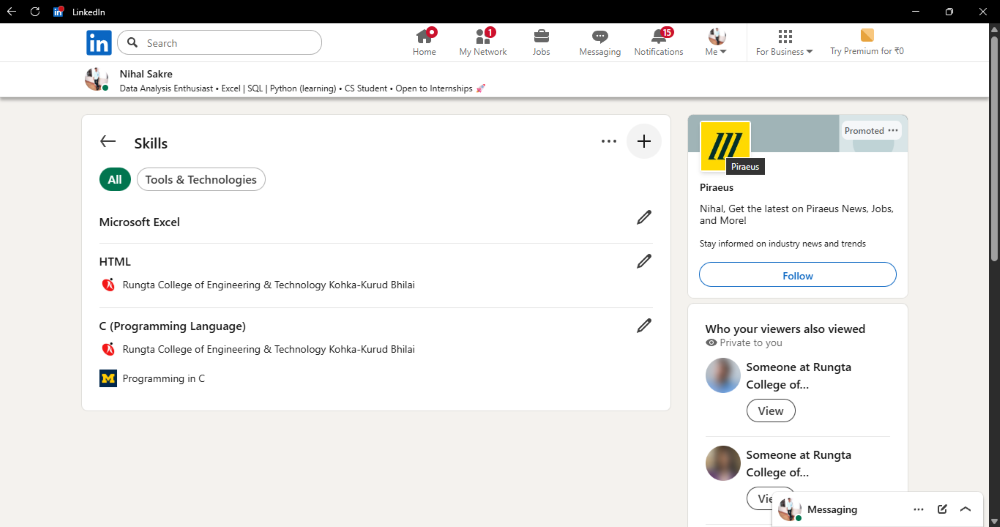 LinkedIn
in
Search
Home
1
My Network
Jobs
Messaging
15
Notifications
Me
For Business
Try Premium for ₹0
Nihal Sakre
Data Analysis Enthusiast • Excel | SQL | Python (learning) • CS Student • Open to Internships 🚀
Skills
All
Tools & Technologies
Microsoft Excel
HTML
Rungta College of Engineering & Technology Kohka-Kurud Bhilai
C (Programming Language)
Rungta College of Engineering & Technology Kohka-Kurud Bhilai
M
Programming in C
Promoted
Piraeus
Piraeus
Nihal, Get the latest on Piraeus News, Jobs,
and More!
Stay informed on industry news and trends
Follow
Who your viewers also viewed
Private to you
Someone at Rungta
College of...
View
Someone at Rungta
College of...
Messaging